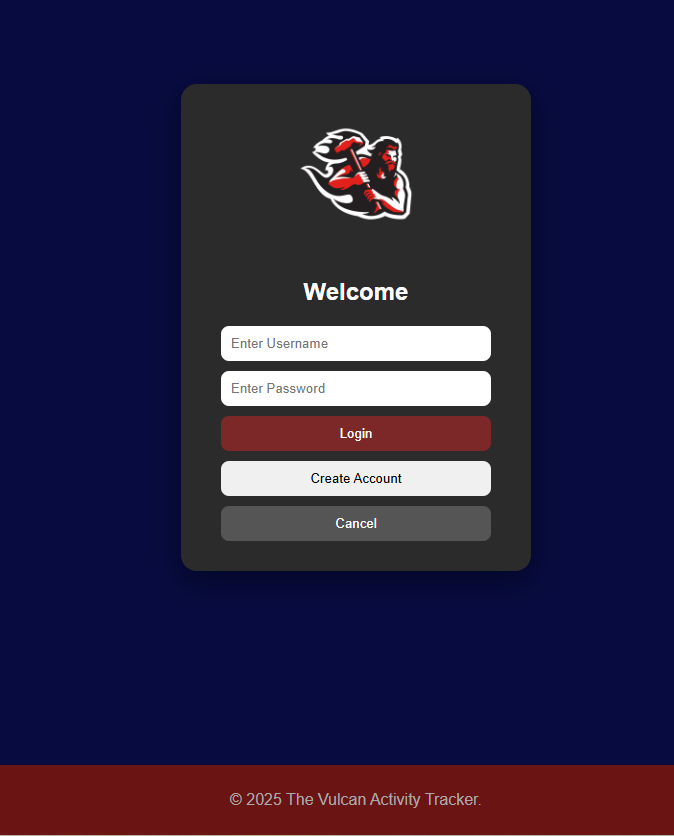 Welcome
Enter Username
Enter Password
Login
Create Account
Cancel
© 2025 The Vulcan Activity Tracker.